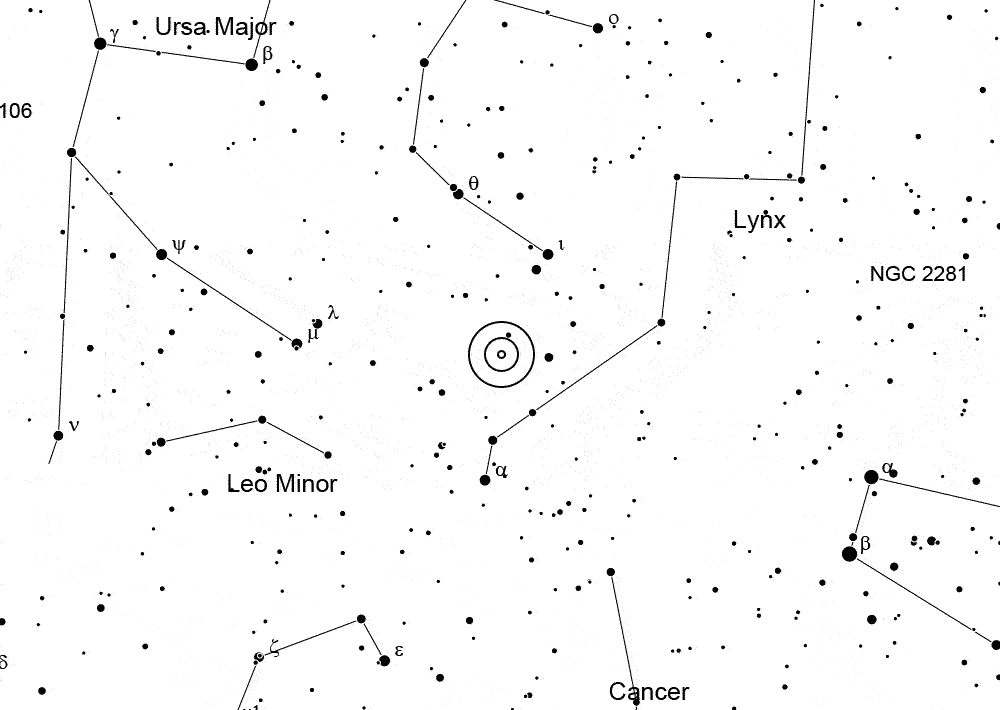 ο
γ
Ursa Major
β
106
θ
Lynx
ψ
ι
NGC 2281
λ
μ
ν
α
α
Leo Minor
β
ζ
ε
δ
Cancer